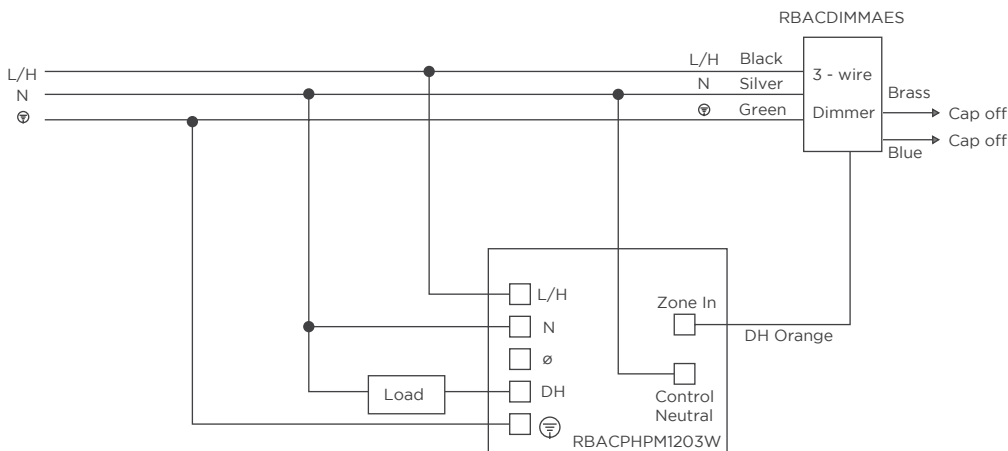 RBACDIMMAES
L/H
N
L/H Black
N Silver
Green
3 - wire
Dimmer
Brass
Cap off
Cap off
Blue
L/H
N
ø
DH
Load
Zone In
DH Orange
Control
Neutral
RBACPHPM1203W